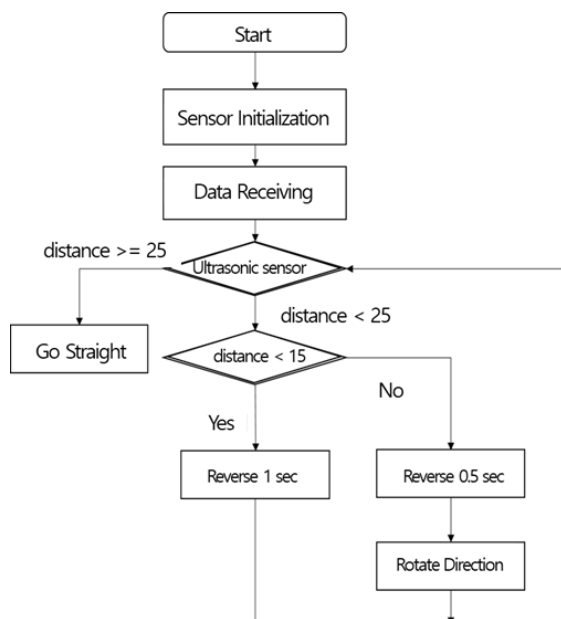 Start
Sensor Initialization
Data Receiving
distance >= 25
Ultrasonic sensor
distance < 25
Go Straight
distance < 15
No
Yes
Reverse 1 sec
Reverse 0.5 sec
Rotate Direction